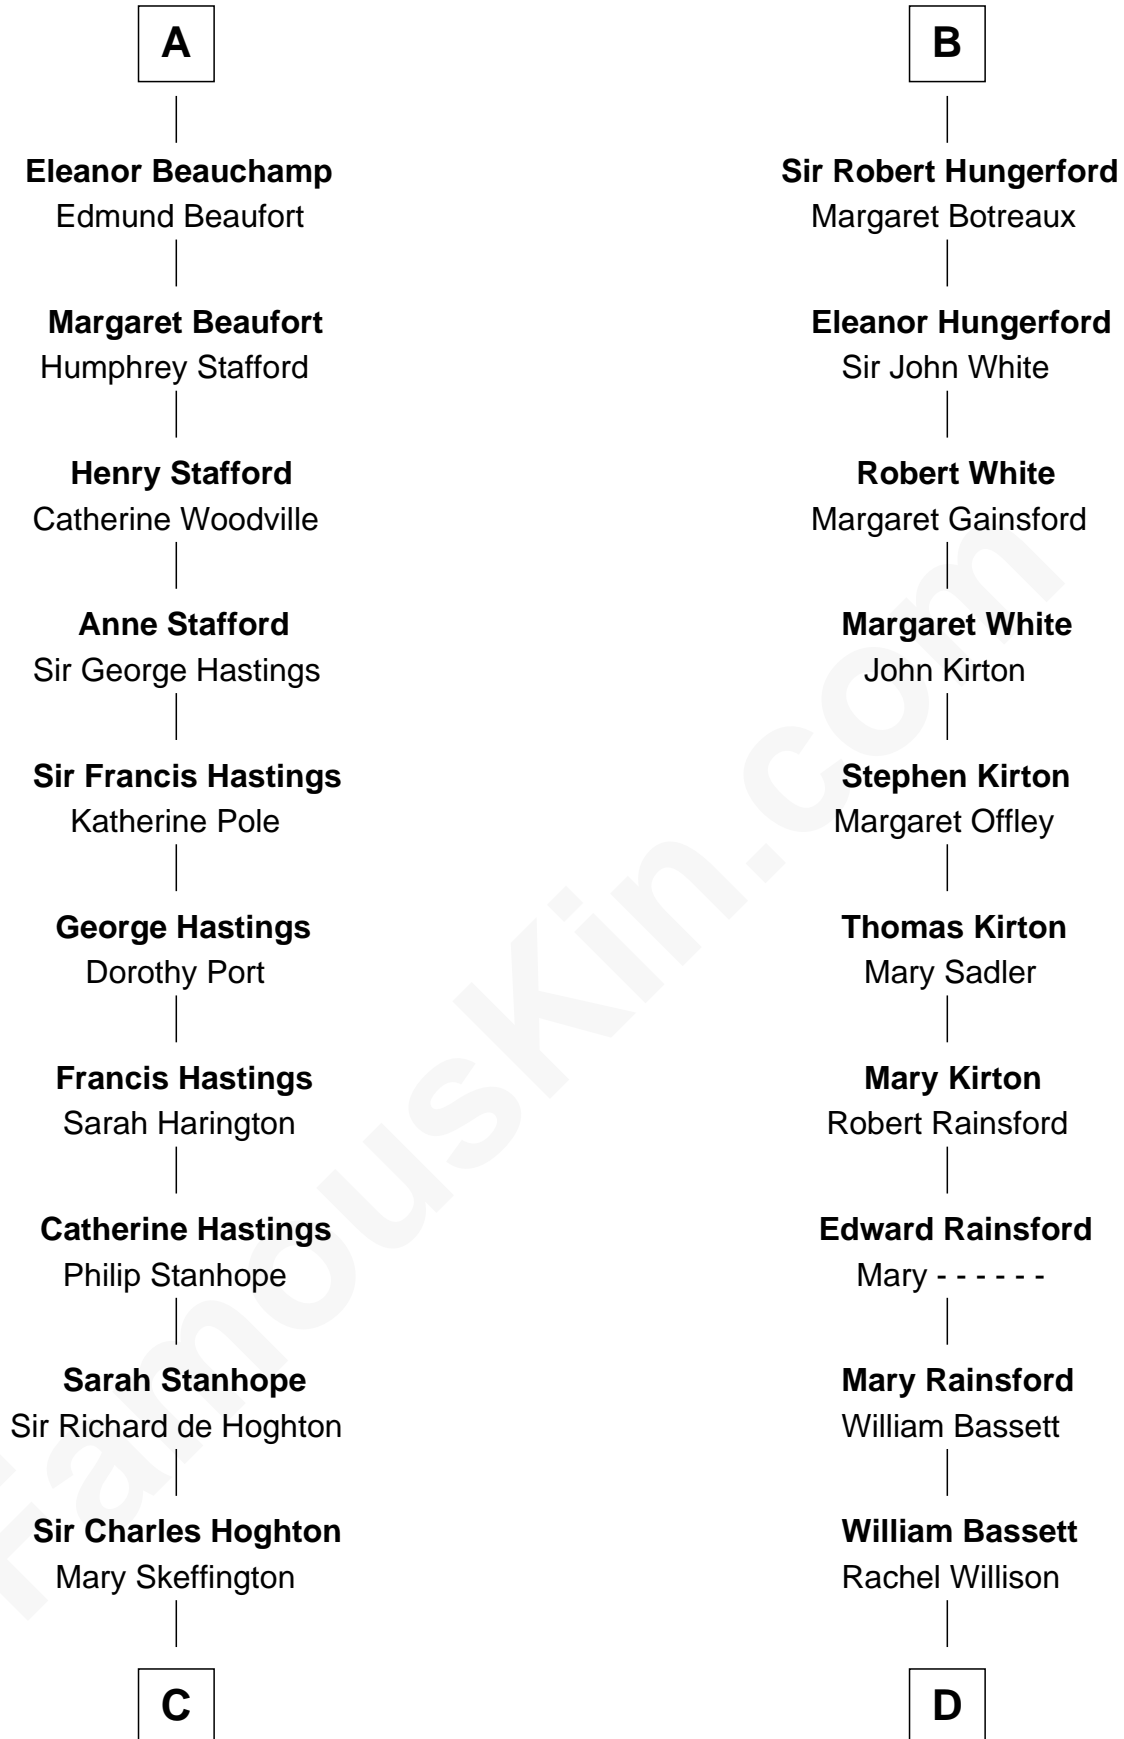 A
Eleanor Beauchamp
Edmund Beaufort
Margaret Beaufort
Humphrey Stafford
Henry Stafford
Catherine Woodville
Anne Stafford
Sir George Hastings
Sir Francis Hastings
Katherine Pole
George Hastings
Dorothy Port
Francis Hastings
Sarah Harington
Catherine Hastings
Philip Stanhope
Sarah Stanhope
Sir Richard de Hoghton
Sir Charles Hoghton
Mary Skeffington
C
B
Sir Robert Hungerford
Margaret Botreaux
Eleanor Hungerford
Sir John White
Robert White
Margaret Gainsford
Margaret White
John Kirton
Stephen Kirton
Margaret Offley
Thomas Kirton
Mary Sadler
Mary Kirton
Robert Rainsford
Edward Rainsford
Mary - - - - - -
Mary Rainsford
William Bassett
William Bassett
Rachel Willison
D
FamousKin.com